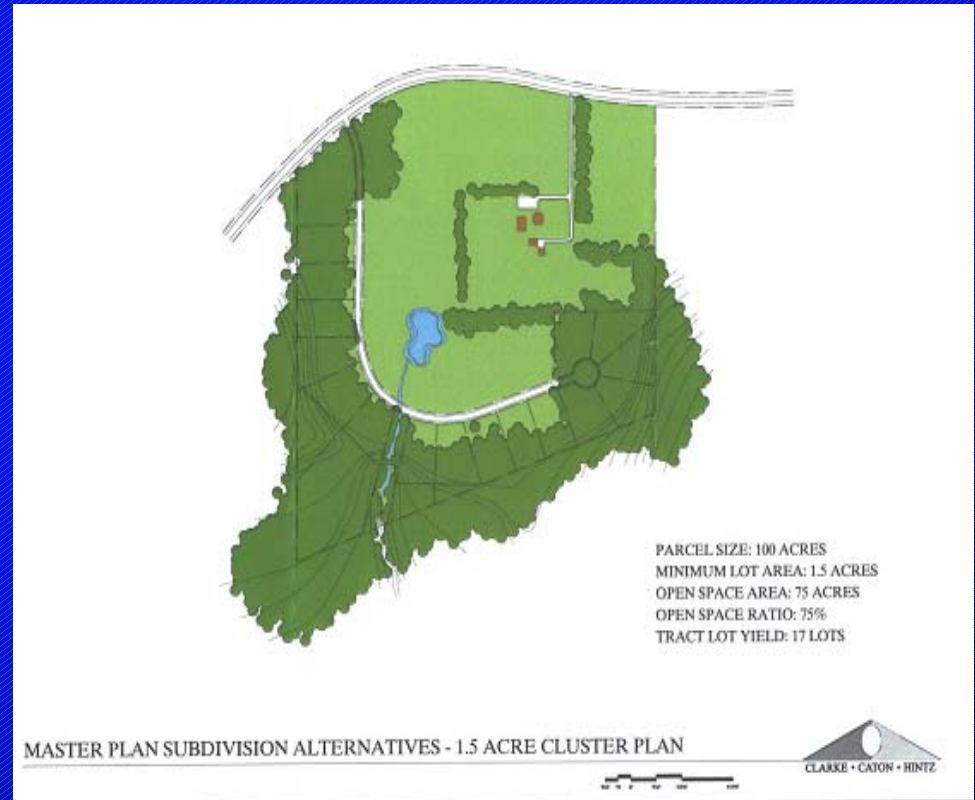 PARCEL SIZE: 100 ACRES
MINIMUM LOT AREA: 1.5 ACRES
OPEN SPACE AREA: 75 ACRES
OPEN SPACE RATIO: 75%
TRACT LOT YIELD: 17 LOTS
MASTER PLAN SUBDIVISION ALTERNATIVES - 1.5 ACRE CLUSTER PLAN
CLARKE • CATON • HINTZ